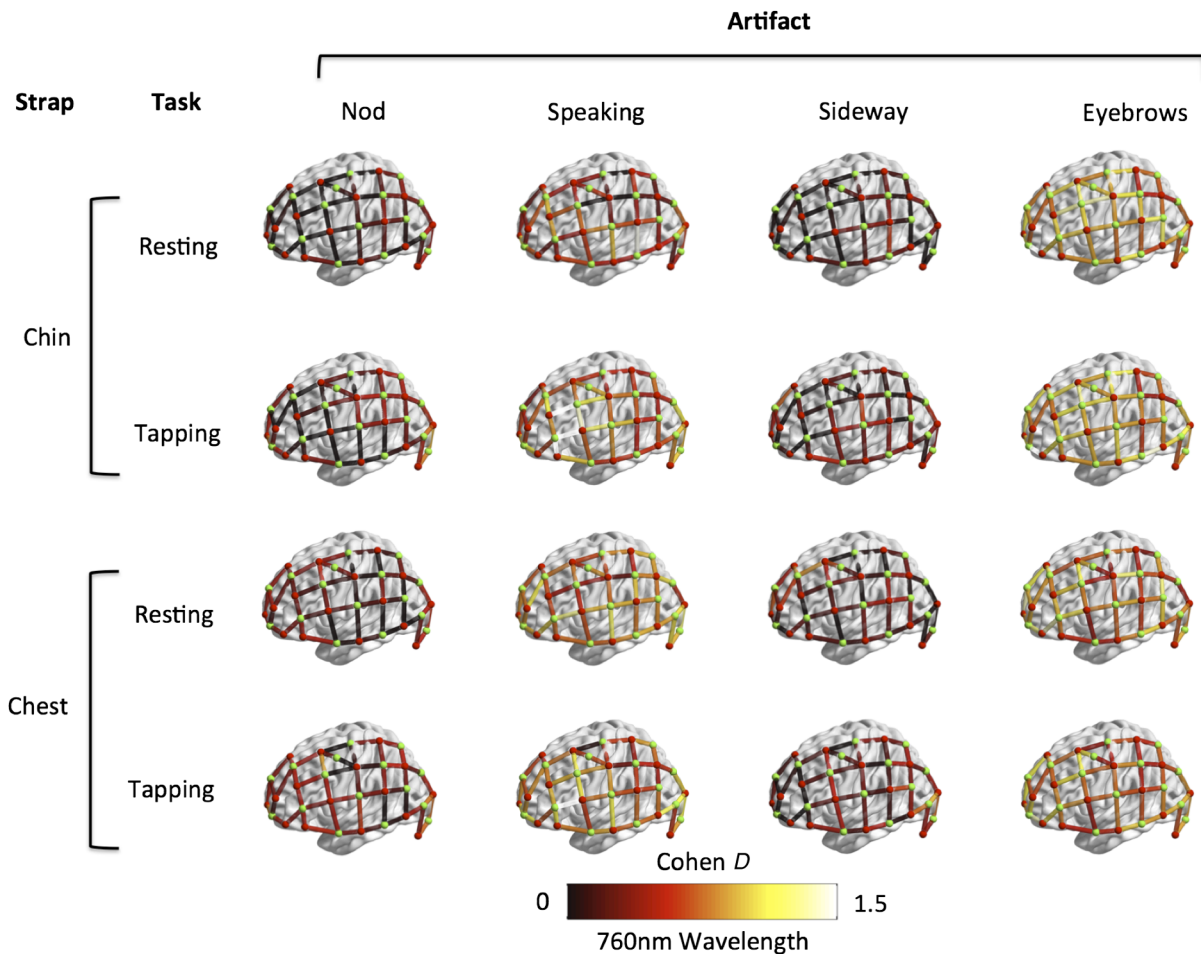 Artifact
Strap Task
Nod Speaking Sideway Eyebrows
Resting
Chin
Tapping
Resting
Chest
Tapping
Cohen D
0 1.5
760nm Wavelength